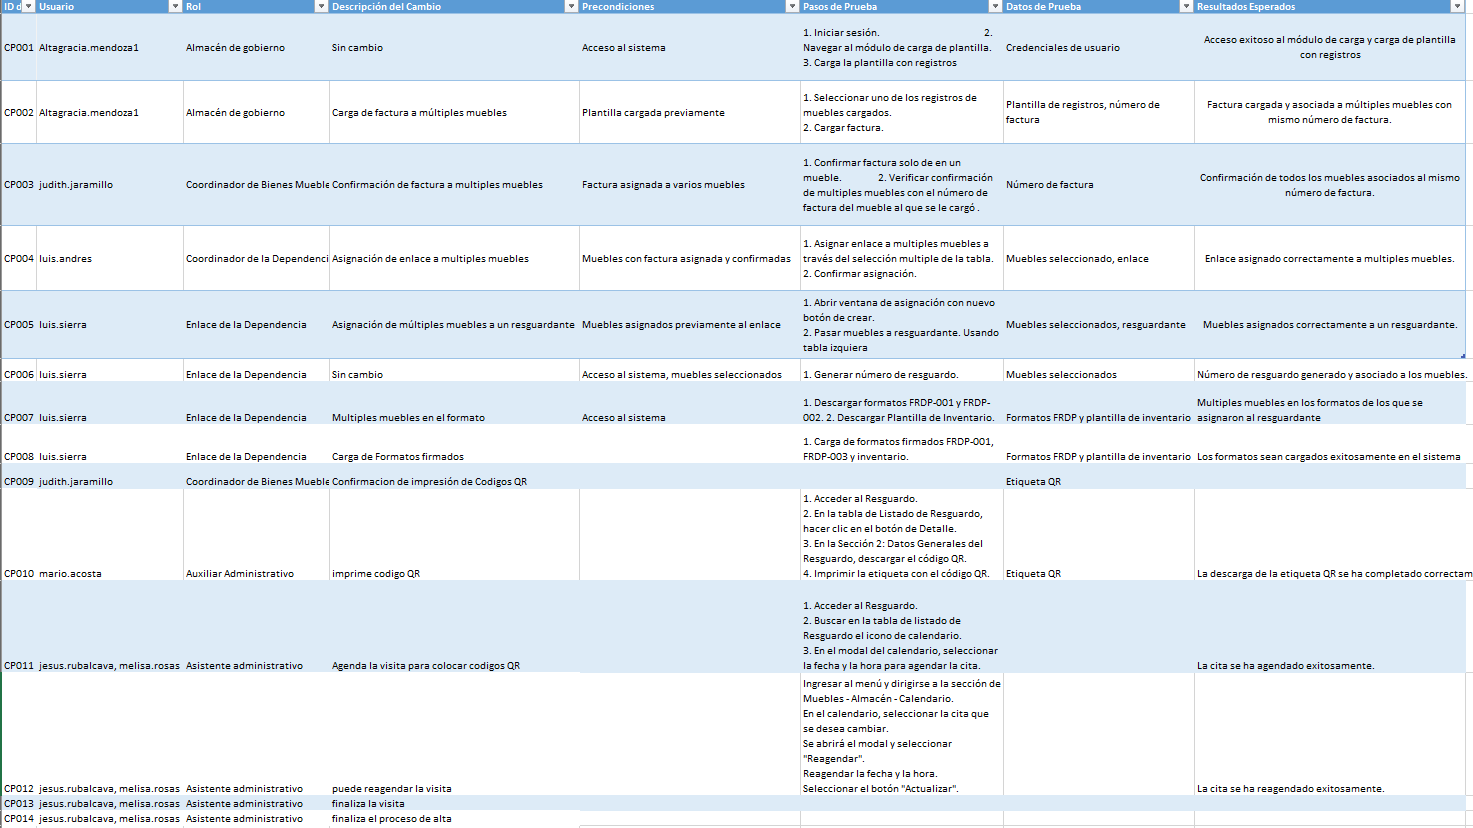 ID d Usuario Rol Descripción del Cambio Precondiciones Pasos de Prueba Datos de Prueba Resultados Esperados
CP001 Altagracia.mendoza1 Almacén de gobierno Sin cambio Acceso al sistema
1. Iniciar sesión. 2.
Navegar al módulo de carga de plantilla.
3. Carga la plantilla con registros
Credenciales de usuario
Acceso exitoso al módulo de carga y carga de plantilla
con registros
CP002 Altagracia.mendoza1 Almacén de gobierno Carga de factura a múltiples muebles Plantilla cargada previamente
1. Seleccionar uno de los registros de
muebles cargados.
2. Cargar factura.
Plantilla de registros, número de
factura
Factura cargada y asociada a múltiples muebles con
mismo número de factura.
CP003 judith.jaramillo Coordinador de Bienes Mueble Confirmación de factura a multiples muebles Factura asignada a varios muebles
1. Confirmar factura solo de en un
mueble. 2. Verificar confirmación
de multiples muebles con el número de
factura del mueble al que se le cargó .
Número de factura
Confirmación de todos los muebles asociados al mismo
número de factura.
CP004 luis.andres Coordinador de la Dependenci Asignación de enlace a multiples muebles Muebles con factura asignada y confirmadas
1. Asignar enlace a multiples muebles a
través del selección multiple de la tabla.
2. Confirmar asignación.
Muebles seleccionado, enlace
Enlace asignado correctamente a multiples muebles.
CP005 luis.sierra Enlace de la Dependencia Asignación de múltiples muebles a un resguardante Muebles asignados previamente al enlace
1. Abrir ventana de asignación con nuevo
botón de crear.
2. Pasar muebles a resguardante. Usando
tabla izquiera
Muebles seleccionados, resguardante
Muebles asignados correctamente a un resguardante.
CP006 luis.sierra Enlace de la Dependencia Sin cambio Acceso al sistema, muebles seleccionados 1. Generar número de resguardo. Muebles seleccionados Número de resguardo generado y asociado a los muebles.
CP007 luis.sierra Enlace de la Dependencia Multiples muebles en el formato Acceso al sistema
1. Descargar formatos FRDP-001 y FRDP-
002. 2. Descargar Plantilla de Inventario.
Formatos FRDP y plantilla de inventario
Multiples muebles en los formatos de los que se
asignaron al resguardante
CP008 luis.sierra Enlace de la Dependencia Carga de Formatos firmados
1. Carga de formatos firmados FRDP-001,
FRDP-003 y inventario.
Formatos FRDP y plantilla de inventario Los formatos sean cargados exitosamente en el sistema
CP009 judith.jaramillo Coordinador de Bienes Mueble Confirmacion de impresión de Codigos QR Etiqueta QR
CP010 mario.acosta Auxiliar Administrativo imprime codigo QR
1. Acceder al Resguardo.
2. En la tabla de Listado de Resguardo,
hacer clic en el botón de Detalle.
3. En la Sección 2: Datos Generales del
Resguardo, descargar el código QR.
4. Imprimir la etiqueta con el código QR.
Etiqueta QR La descarga de la etiqueta QR se ha completado correctam
CP011 jesus.rubalcava, melisa.rosas Asistente administrativo Agenda la visita para colocar codigos QR
1. Acceder al Resguardo.
2. Buscar en la tabla de listado de
Resguardo el icono de calendario.
3. En el modal del calendario, seleccionar
la fecha y la hora para agendar la cita.
La cita se ha agendado exitosamente.
CP012 jesus.rubalcava, melisa.rosas Asistente administrativo puede reagendar la visita
Ingresar al menú y dirigirse a la sección de
Muebles - Almacén - Calendario.
En el calendario, seleccionar la cita que
se desea cambiar.
Se abrirá el modal y seleccionar
"Reagendar".
Reagendar la fecha y la hora.
Seleccionar el botón "Actualizar".
La cita se ha reagendado exitosamente.
CP013 jesus.rubalcava, melisa.rosas Asistente administrativo finaliza la visita
CP014 jesus.rubalcava, melisa.rosas Asistente administrativo finaliza el proceso de alta